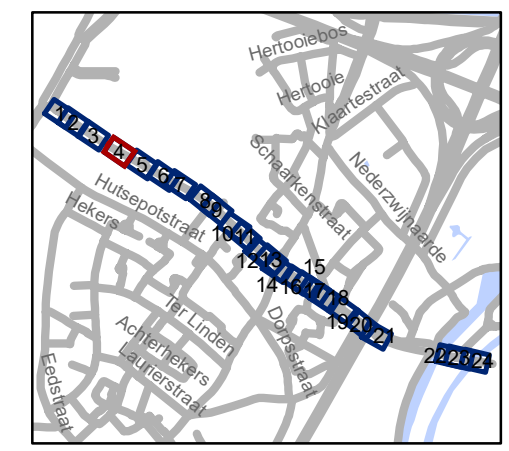 Hertooiebos
Hertooie
Klaartestraat
Schaarkenstraat
Nederzwijnaarde
Hutsepotstraat
Hekers
Ter Linden
Achterhekers
Laurierstraat
Eedstraat
Dorpsstraat
1
2
3
4
5
6
7
8
9
10
11
12
13
14
15
16
17
18
19
20
21
22
23
24